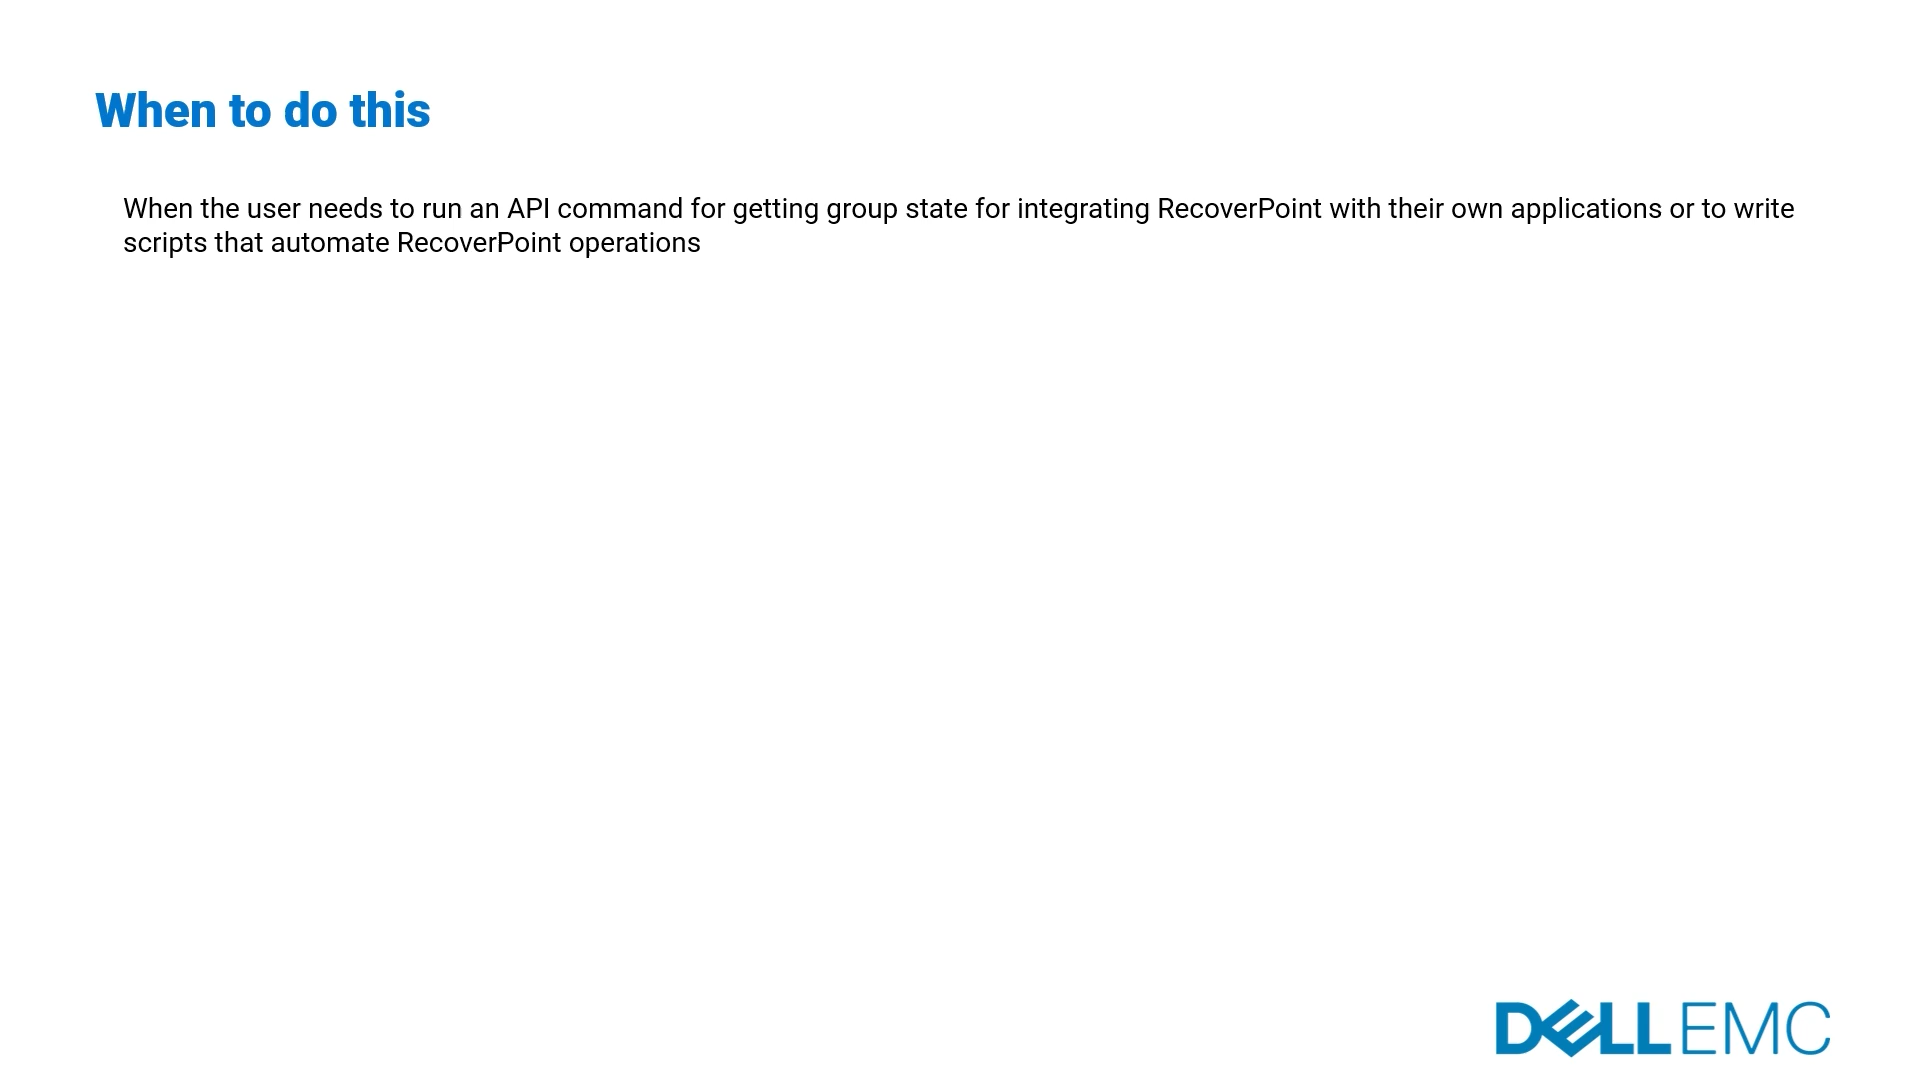 When to do this
When the user needs to run an API command for getting group state for integrating RecoverPoint with their own applications or to write
scripts that automate RecoverPoint operations
DELLEMC